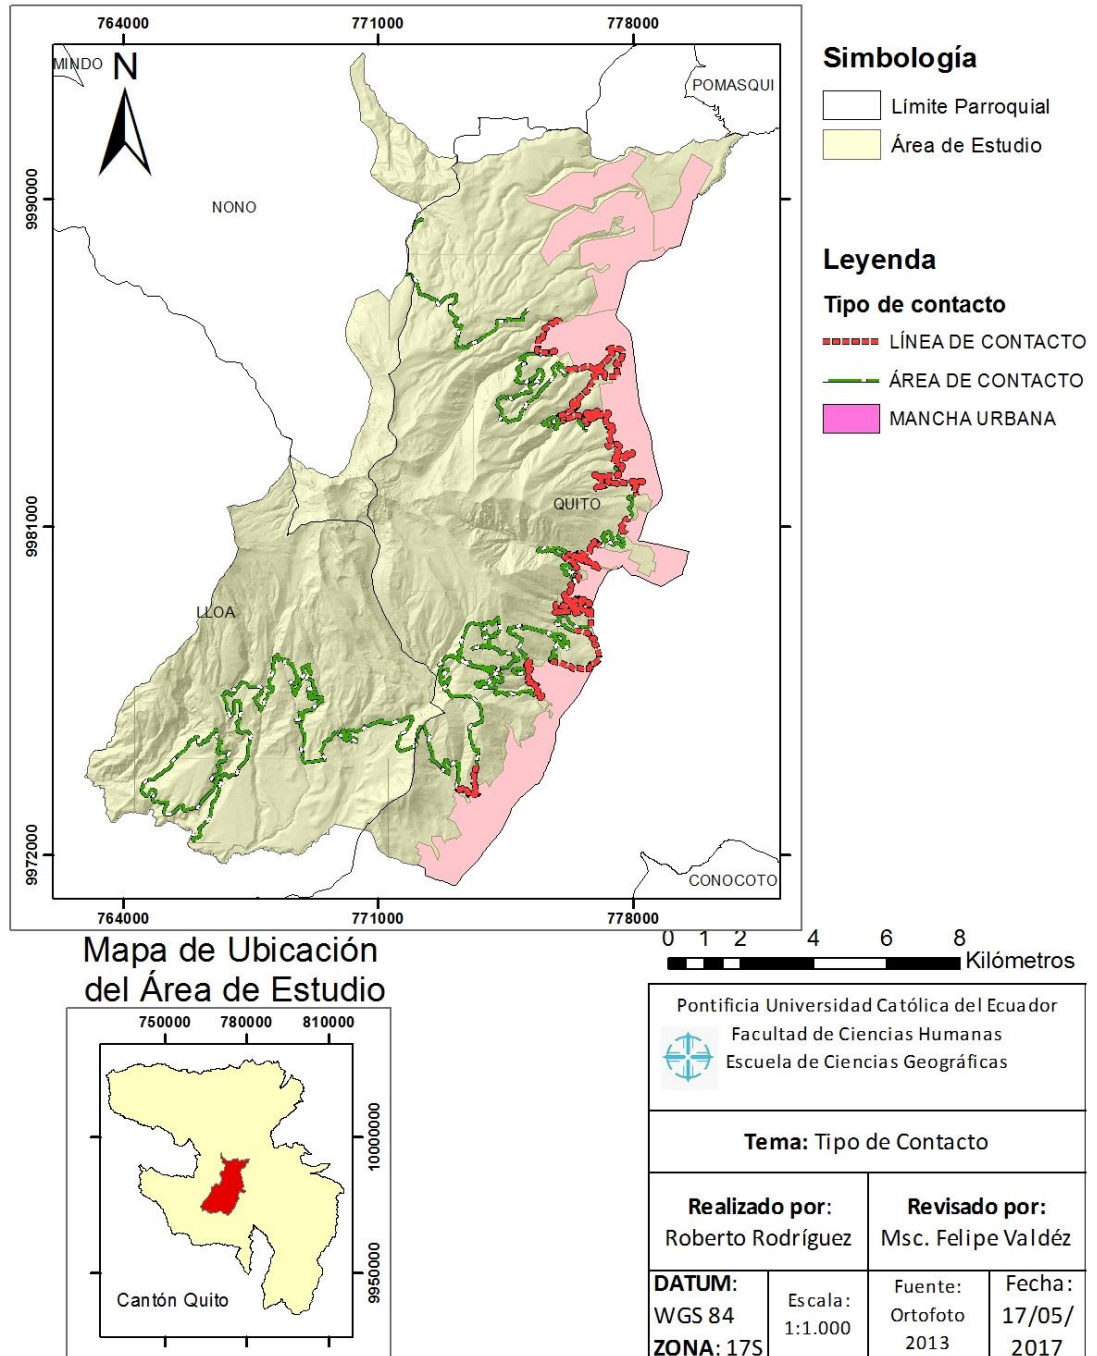 764000 771000 778000
MINDO N
POMASQUI
NONO
9990000
QUITO
9981000
LLOA
9972000
CONOCOTO
764000 771000 778000
Simbología
Límite Parroquial
Área de Estudio
Leyenda
Tipo de contacto
LÍNEA DE CONTACTO
ÁREA DE CONTACTO
MANCHA URBANA
0 1 2 4 6 8
Kilómetros
Mapa de Ubicación
del Área de Estudio
750000 780000 810000
10000000
9950000
Cantón Quito
Pontificia Universidad Católica del Ecuador
Facultad de Ciencias Humanas
Escuela de Ciencias Geográficas
Tema: Tipo de Contacto
Realizado por:
Roberto Rodríguez
Revisado por:
Msc. Felipe Valdéz
DATUM:
WGS 84
ZONA: 17S
Escala:
1:1.000
Fuente:
Ortofoto
2013
Fecha:
17/05/
2017